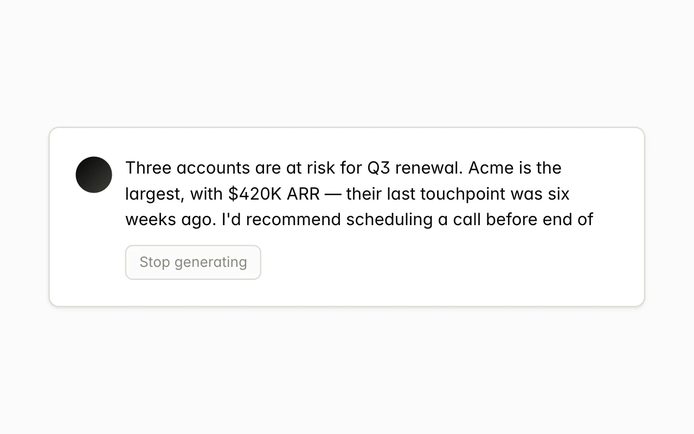 Three accounts are at risk for Q3 renewal. Acme is the
largest, with $420K ARR — their last touchpoint was six
weeks ago. I'd recommend scheduling a call before end of
Stop generating